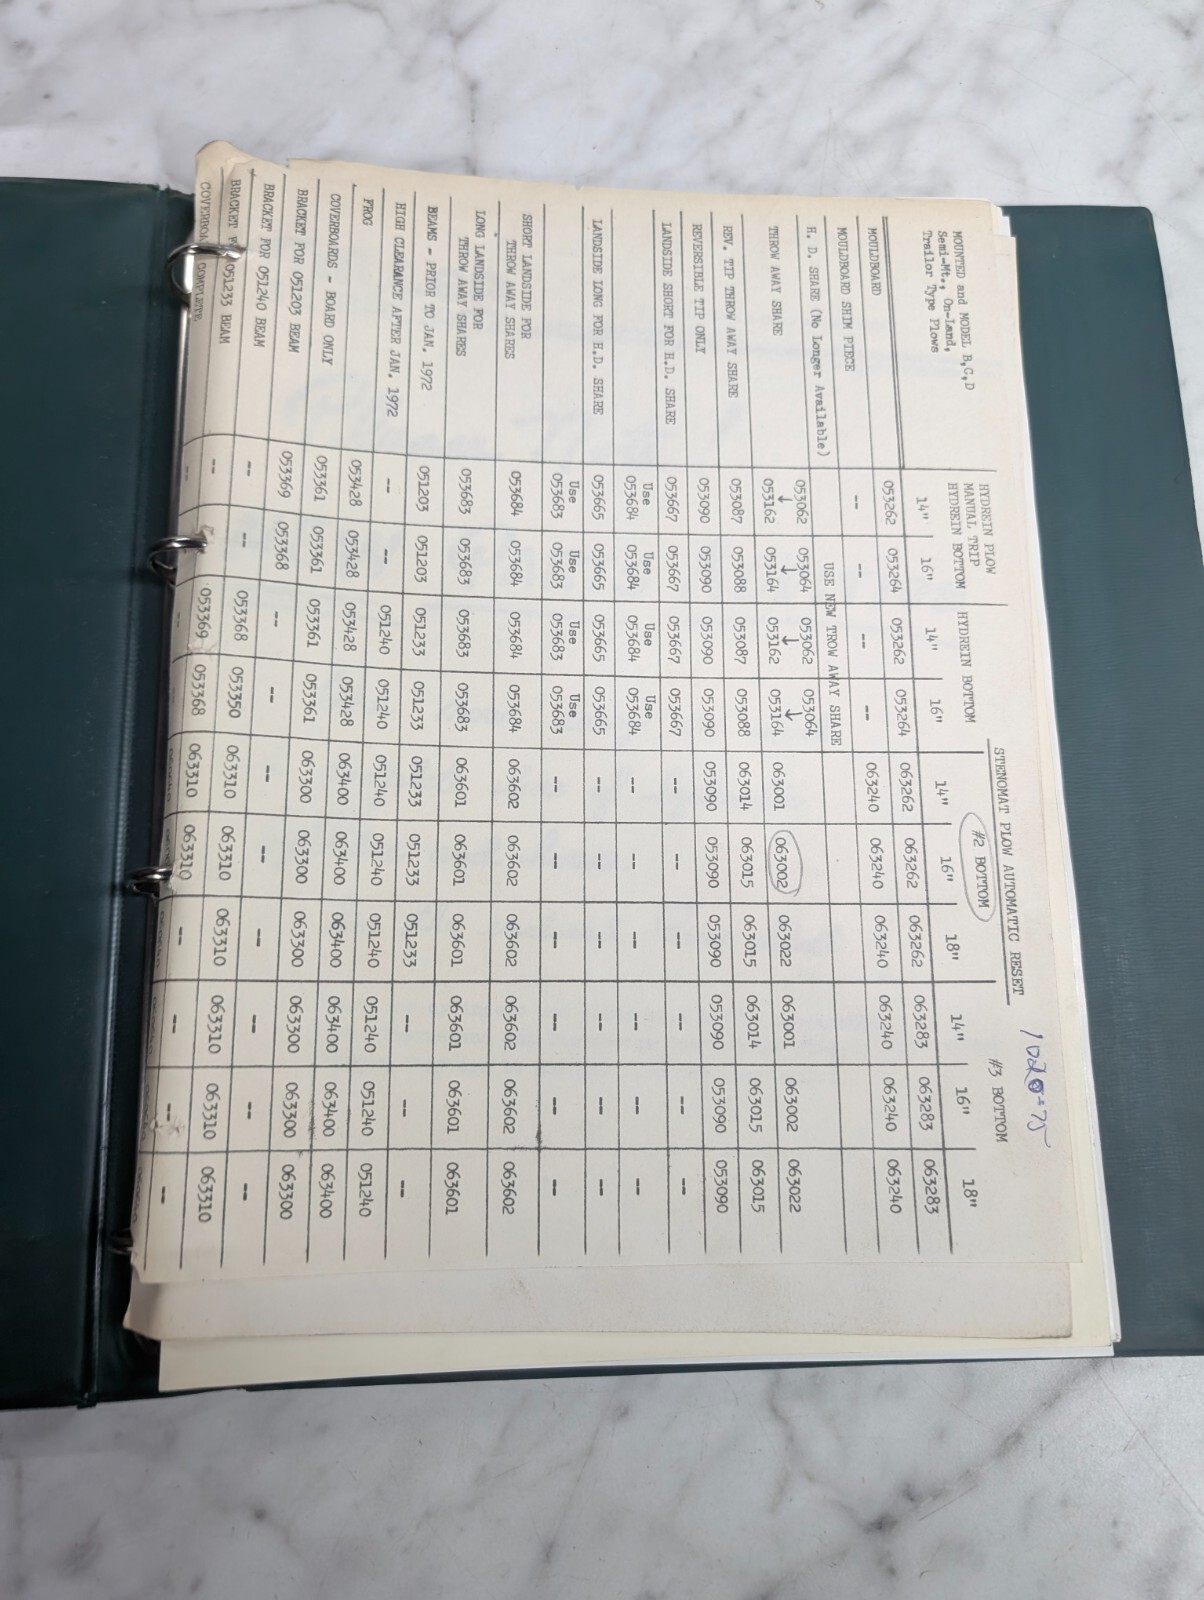 1020-75
STENOMAT PLOW AUTOMATIC RESET
HYDREIN PLOW
MANUAL TRIP
HYDREIN BOTTOM HYDREIN BOTTOM #2 BOTTOM #3 BOTTOM
MOUNTED and MODEL B,C,D
Semi-Mt., On-Land,
Trailor Type Plows
14" 16" 14" 16" 14" 16" 18" 14" 16" 18"
MOULDBOARD 053262 053264 053262 053264 063262 063262 063262 063283 063283 063283
MOULDBOARD SHIM PIECE -- -- -- -- 063240 063240 063240 063240 063240 063240
H. D. SHARE (No Longer Available) USE NEW TROW AWAY SHARE
053062 053064 053062 053064
↓ ↓ ↓ ↓
THROW AWAY SHARE 053162 053164 053162 053164 063001 063002 063022 063001 063002 063022
REV. TIP THROW AWAY SHARE 053087 053088 053087 053088 063014 063015 063015 063014 063015 063015
REVERSIBLE TIP ONLY 053090 053090 053090 053090 053090 053090 053090 053090 053090 053090
LANDSIDE SHORT FOR H.D. SHARE 053667 053667 053667 053667 -- -- -- -- -- --
Use Use Use Use
053684 053684 053684 053684 -- -- -- -- -- --
LANDSIDE LONG FOR H.D. SHARE 053665 053665 053665 053665 -- -- -- -- -- --
Use Use Use Use
053683 053683 053683 053683 -- -- -- -- -- --
SHORT LANDSIDE FOR
THROW AWAY SHARES 053684 053684 053684 053684 063602 063602 063602 063602 063602 063602
LONG LANDSIDE FOR
THROW AWAY SHARES 053683 053683 053683 053683 063601 063601 063601 063601 063601 063601
BEAMS - PRIOR TO JAN. 1972 051203 051203 051233 051233 051233 051233 051233 -- -- --
HIGH CLEARANCE AFTER JAN. 1972 -- -- 051240 051240 051240 051240 051240 051240 051240 051240
FROG 053428 053428 053428 053428 063400 063400 063400 063400 063400 063400
COVERBOARDS - BOARD ONLY 053361 053361 053361 053361 063300 063300 063300 063300 063300 063300
BRACKET FOR 051203 BEAM 053369 053368 -- -- -- -- -- -- -- --
BRACKET FOR 051240 BEAM -- -- 053368 053350 063310 063310 063310 063310 063310 063310
BRACKET 051233 BEAM -- 053369 053368 063310 063310 -- -- -- --
COMPLETE --